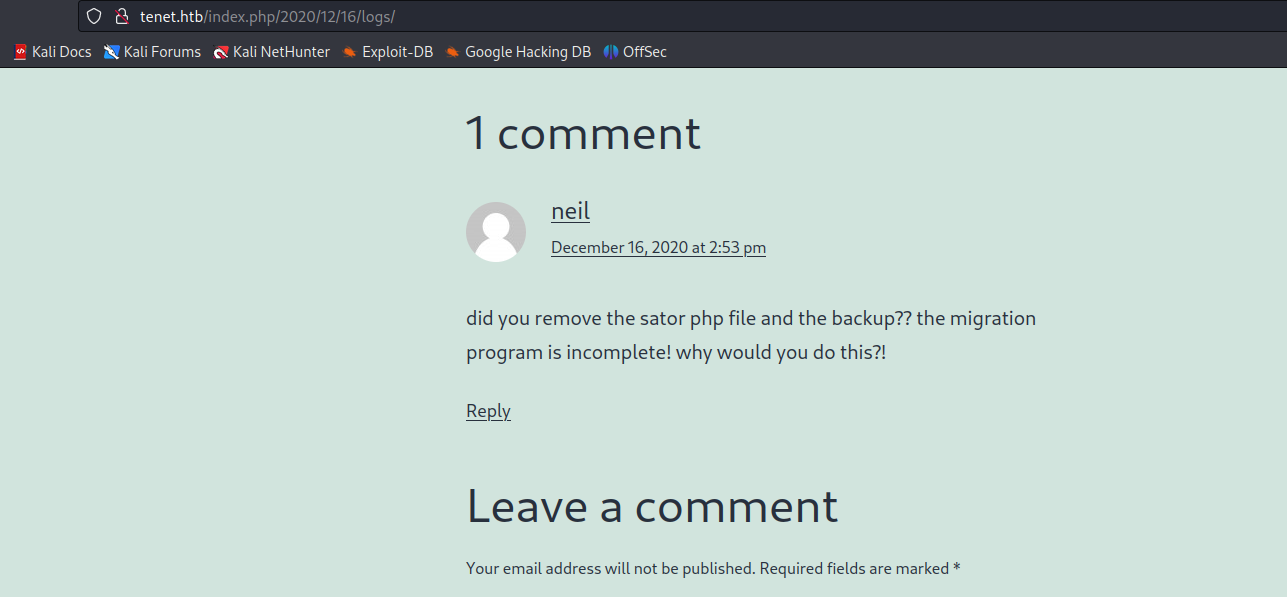 tenet.htb/index.php/2020/12/16/logs/
Kali Docs Kali Forums Kali NetHunter Exploit-DB Google Hacking DB OffSec
1 comment
neil
December 16, 2020 at 2:53 pm
did you remove the sator php file and the backup?? the migration
program is incomplete! why would you do this?!
Reply
Leave a comment
Your email address will not be published. Required fields are marked *